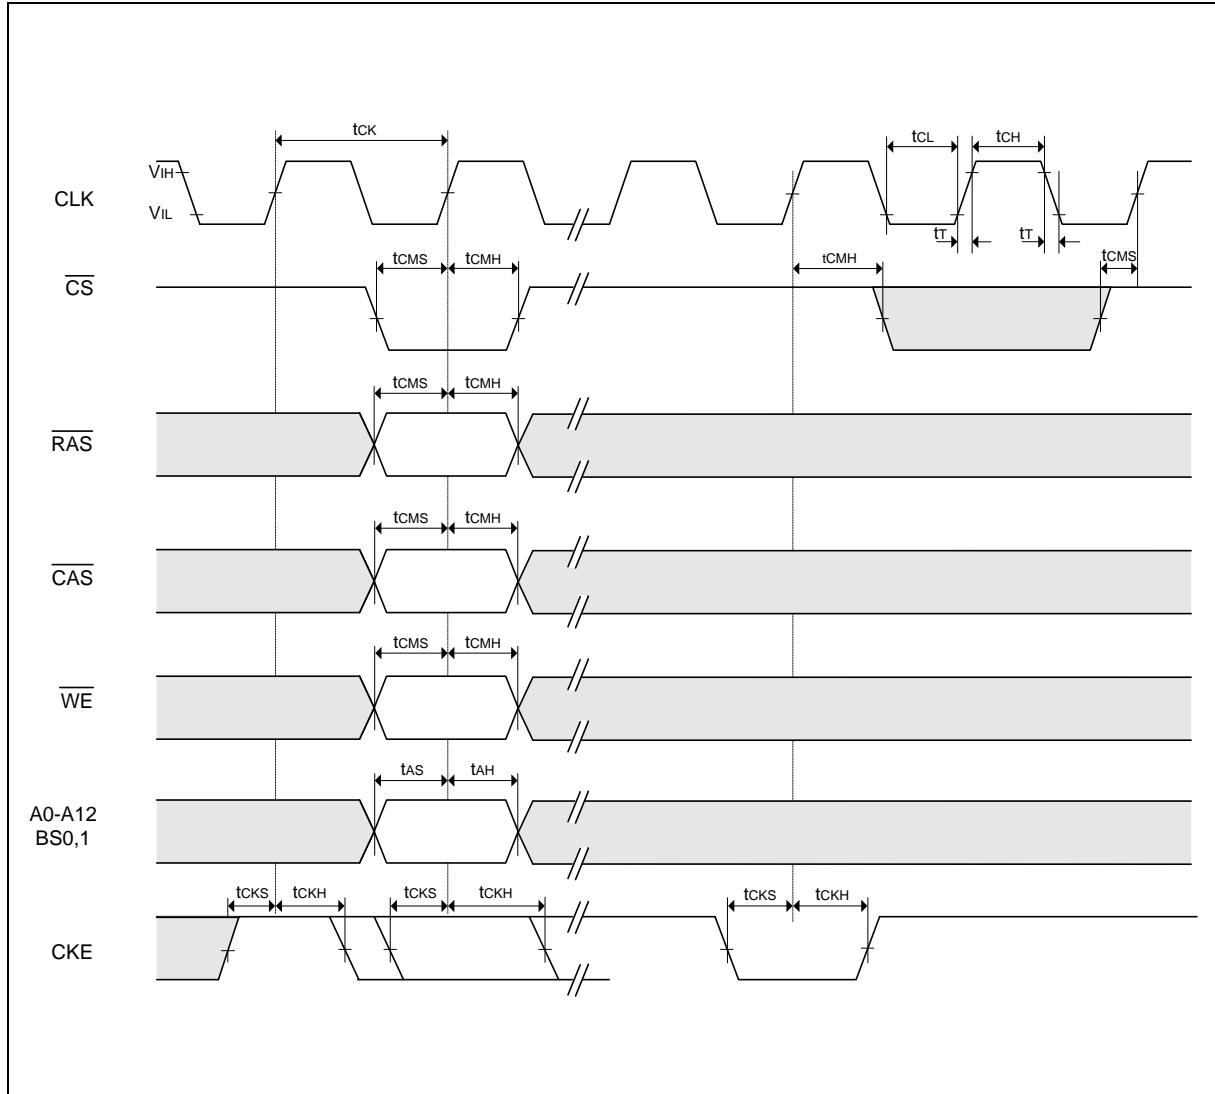 tCK
tCL tCH
VIH
CLK
VIL
tT tT
tCMS tCMH tCMH tCMS
CS
tCMS tCMH
RAS
tCMS tCMH
CAS
tCMS tCMH
WE
tAS tAH
A0-A12
BS0,1
tCKS tCKH tCKS tCKH tCKS tCKH
CKE